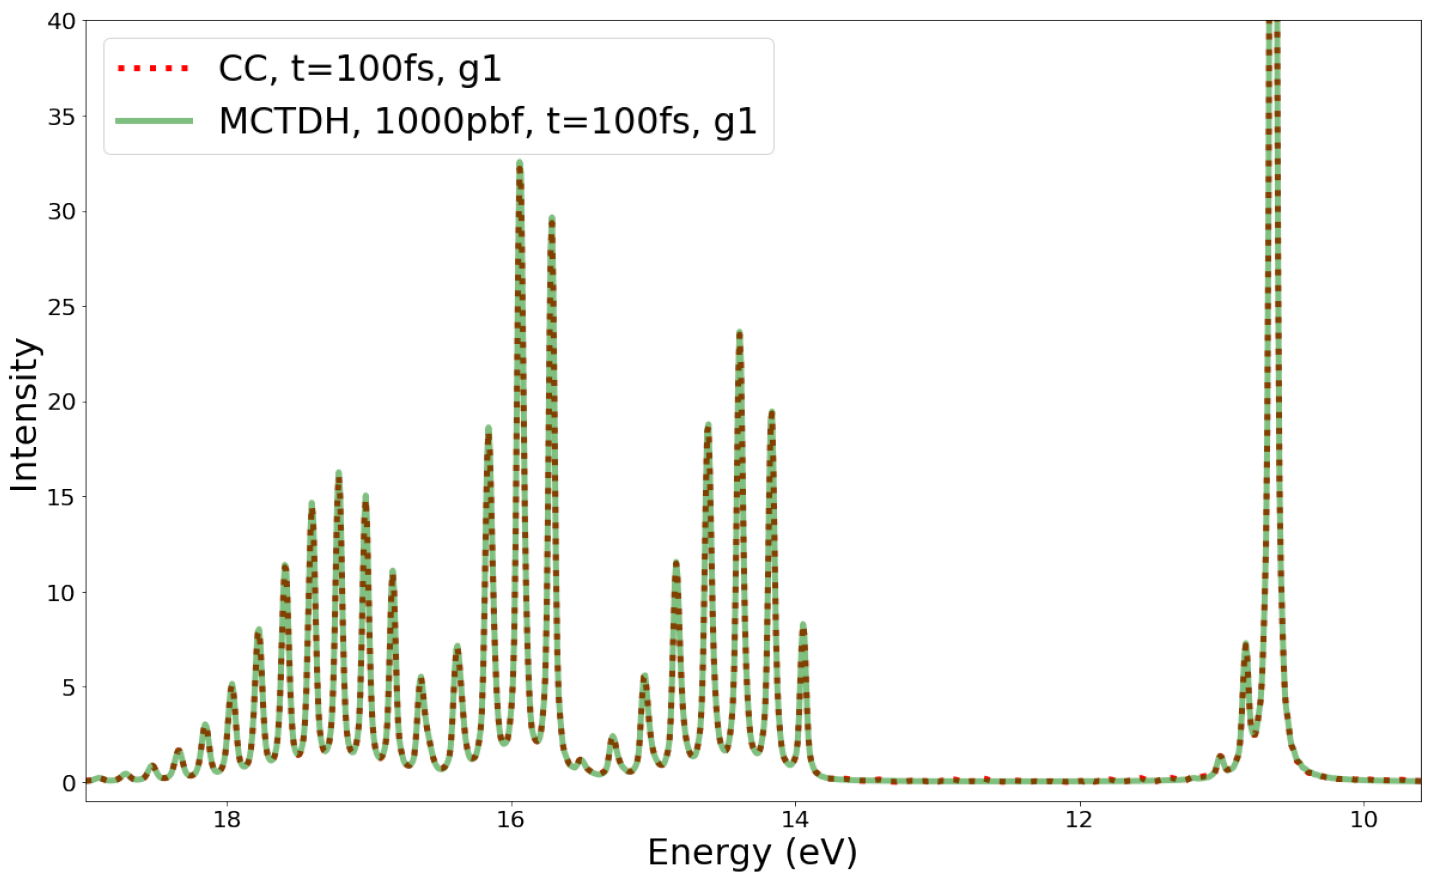 40
35
30
25
20
15
10
5
0
Intensity
CC, t=100fs, g1
MCTDH, 1000pbf, t=100fs, g1
18 16 14 12 10
Energy (eV)